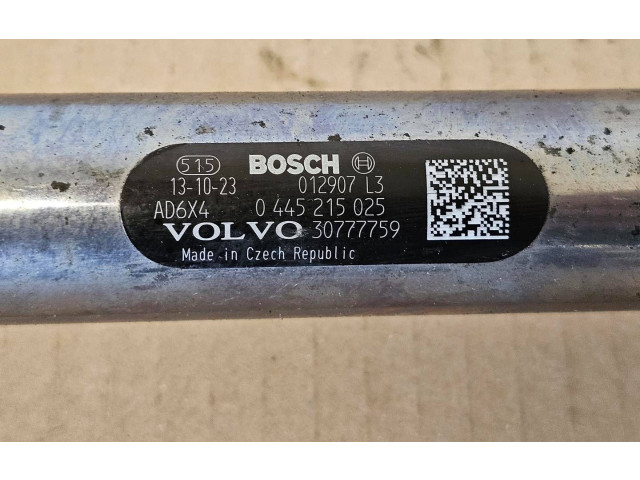 515 BOSCH
13-10-23 012907 L3
AD6X4 0 445 215 025
VOLVO 30777759
Made in Czech Republic